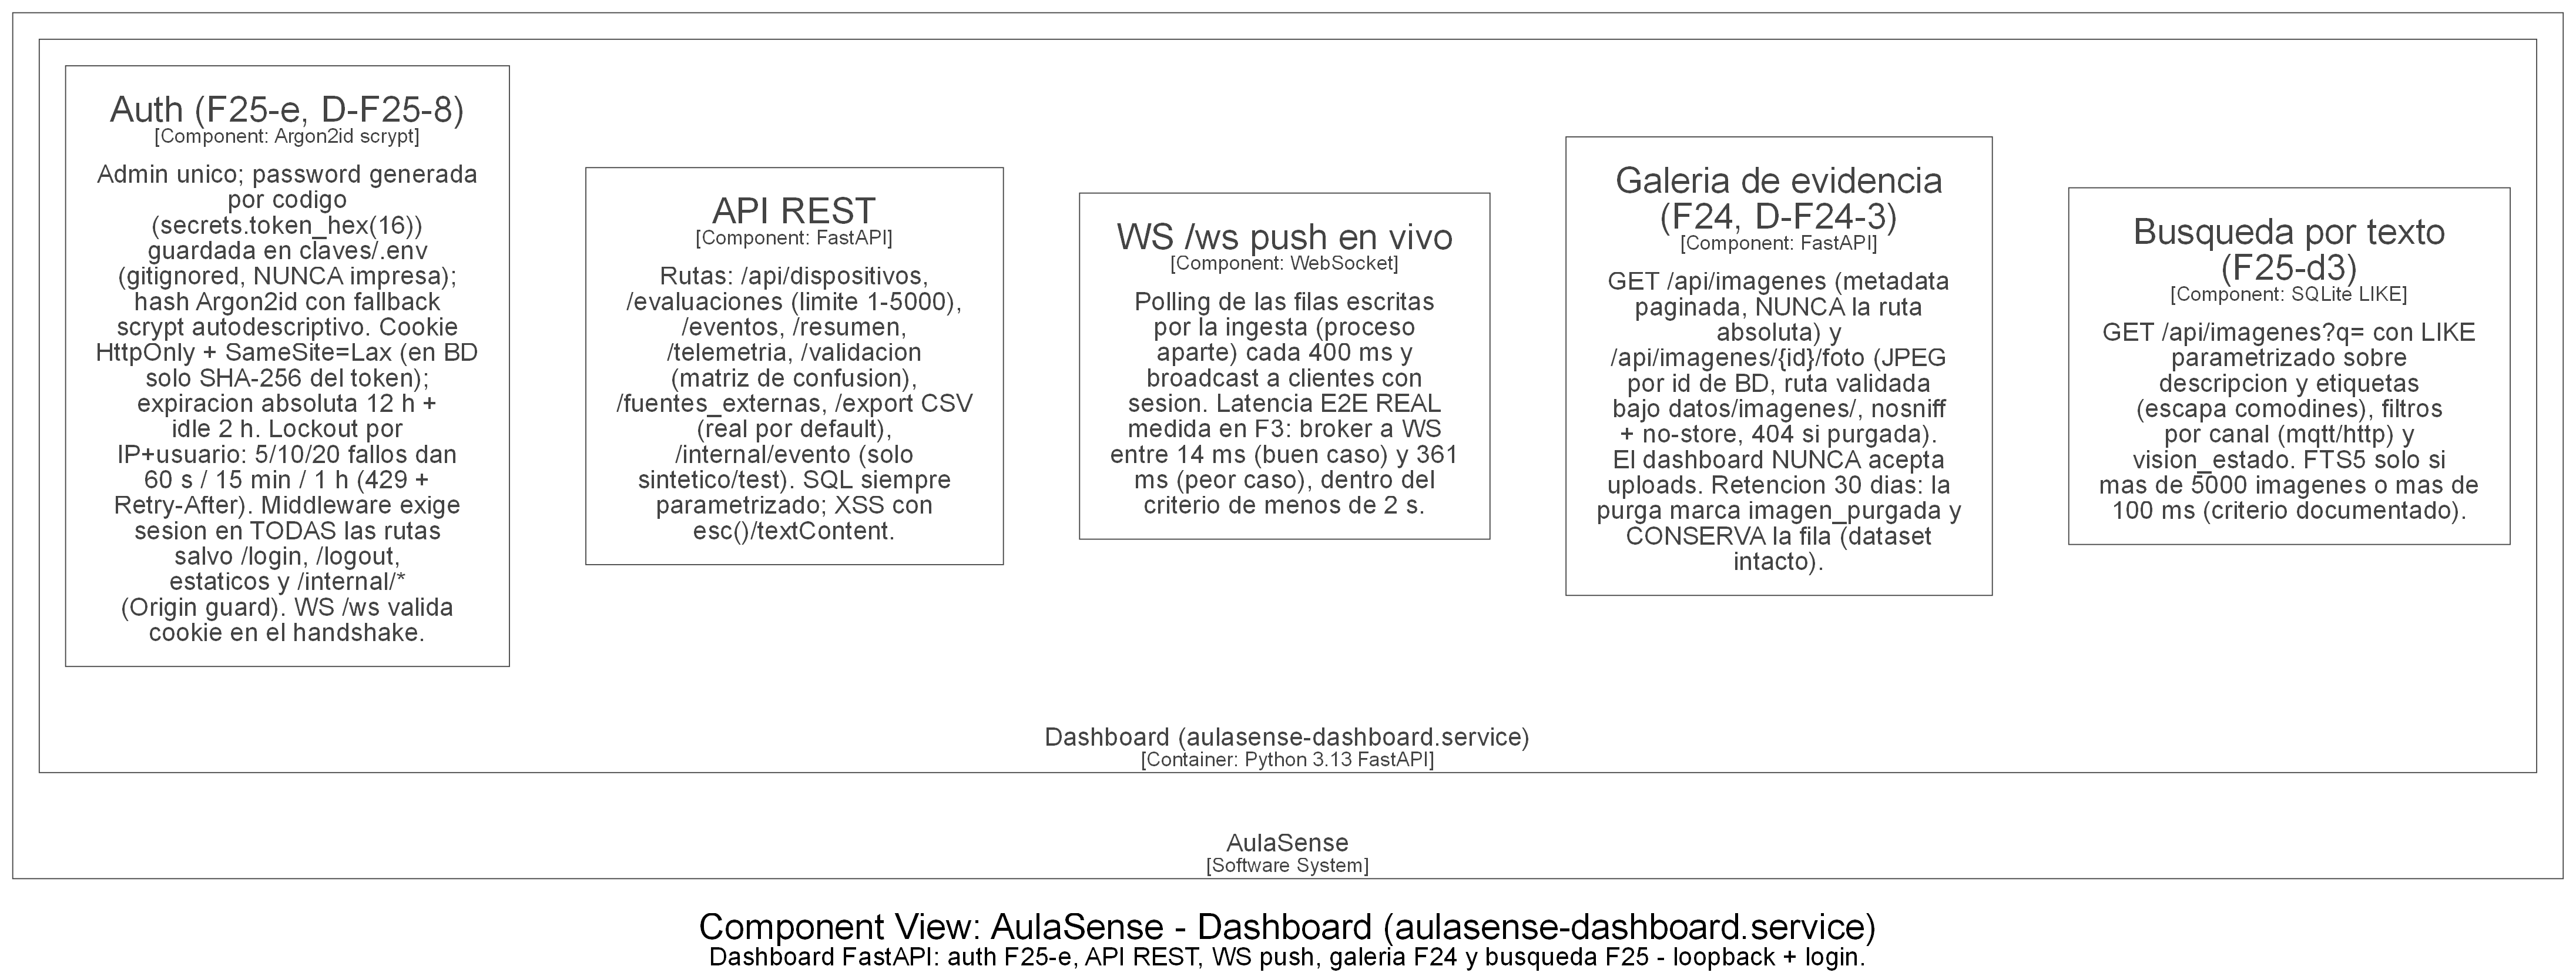 Auth (F25-e, D-F25-8)
[Component: Argon2id scrypt]
Admin unico; password generada
por codigo
(secrets.token_hex(16))
guardada en claves/.env
(gitignored, NUNCA impresa);
hash Argon2id con fallback
scrypt autodescriptivo. Cookie
HttpOnly + SameSite=Lax (en BD
solo SHA-256 del token);
expiracion absoluta 12 h +
idle 2 h. Lockout por
IP+usuario: 5/10/20 fallos dan
60 s / 15 min / 1 h (429 +
Retry-After). Middleware exige
sesion en TODAS las rutas
salvo /login, /logout,
estaticos y /internal/*
(Origin guard). WS /ws valida
cookie en el handshake.
API REST
[Component: FastAPI]
Rutas: /api/dispositivos,
/evaluaciones (limite 1-5000),
/eventos, /resumen,
/telemetria, /validacion
(matriz de confusion),
/fuentes_externas, /export CSV
(real por default),
/internal/evento (solo
sintetico/test). SQL siempre
parametrizado; XSS con
esc()/textContent.
WS /ws push en vivo
[Component: WebSocket]
Polling de las filas escritas
por la ingesta (proceso
aparte) cada 400 ms y
broadcast a clientes con
sesion. Latencia E2E REAL
medida en F3: broker a WS
entre 14 ms (buen caso) y 361
ms (peor caso), dentro del
criterio de menos de 2 s.
Galeria de evidencia
(F24, D-F24-3)
[Component: FastAPI]
GET /api/imagenes (metadata
paginada, NUNCA la ruta
absoluta) y
/api/imagenes/{id}/foto (JPEG
por id de BD, ruta validada
bajo datos/imagenes/, nosniff
+ no-store, 404 si purgada).
El dashboard NUNCA acepta
uploads. Retencion 30 dias: la
purga marca imagen_purgada y
CONSERVA la fila (dataset
intacto).
Busqueda por texto
(F25-d3)
[Component: SQLite LIKE]
GET /api/imagenes?q= con LIKE
parametrizado sobre
descripcion y etiquetas
(escapa comodines), filtros
por canal (mqtt/http) y
vision_estado. FTS5 solo si
mas de 5000 imagenes o mas de
100 ms (criterio documentado).
Dashboard (aulasense-dashboard.service)
[Container: Python 3.13 FastAPI]
AulaSense
[Software System]
Component View: AulaSense - Dashboard (aulasense-dashboard.service)
Dashboard FastAPI: auth F25-e, API REST, WS push, galeria F24 y busqueda F25 - loopback + login.